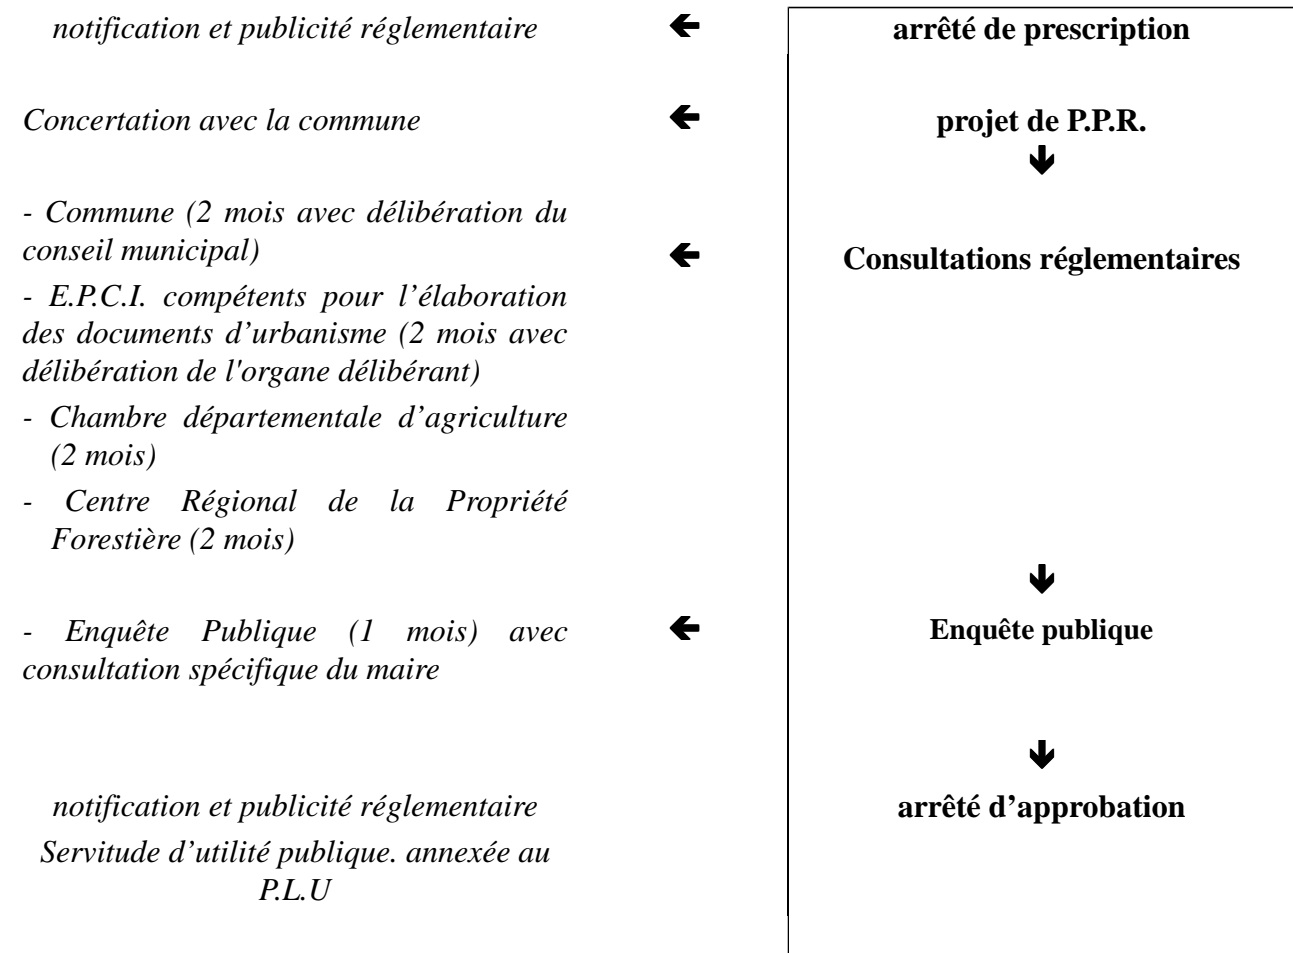 notification et publicité réglementaire 🡸 arrêté de prescription
Concertation avec la commune 🡸 projet de P.P.R.
🡻
- Commune (2 mois avec délibération du
conseil municipal) 🡸 Consultations réglementaires
- E.P.C.I. compétents pour l’élaboration
des documents d’urbanisme (2 mois avec
délibération de l'organe délibérant)
- Chambre départementale d’agriculture
(2 mois)
- Centre Régional de la Propriété
Forestière (2 mois)
🡻
- Enquête Publique (1 mois) avec 🡸 Enquête publique
consultation spécifique du maire
🡻
notification et publicité réglementaire arrêté d’approbation
Servitude d’utilité publique. annexée au
P.L.U